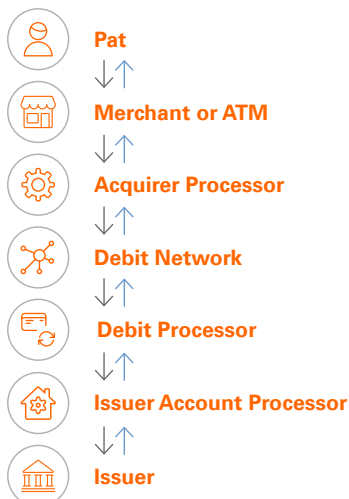 Pat
Merchant or ATM
Acquirer Processor
Debit Network
Debit Processor
Issuer Account Processor
Issuer